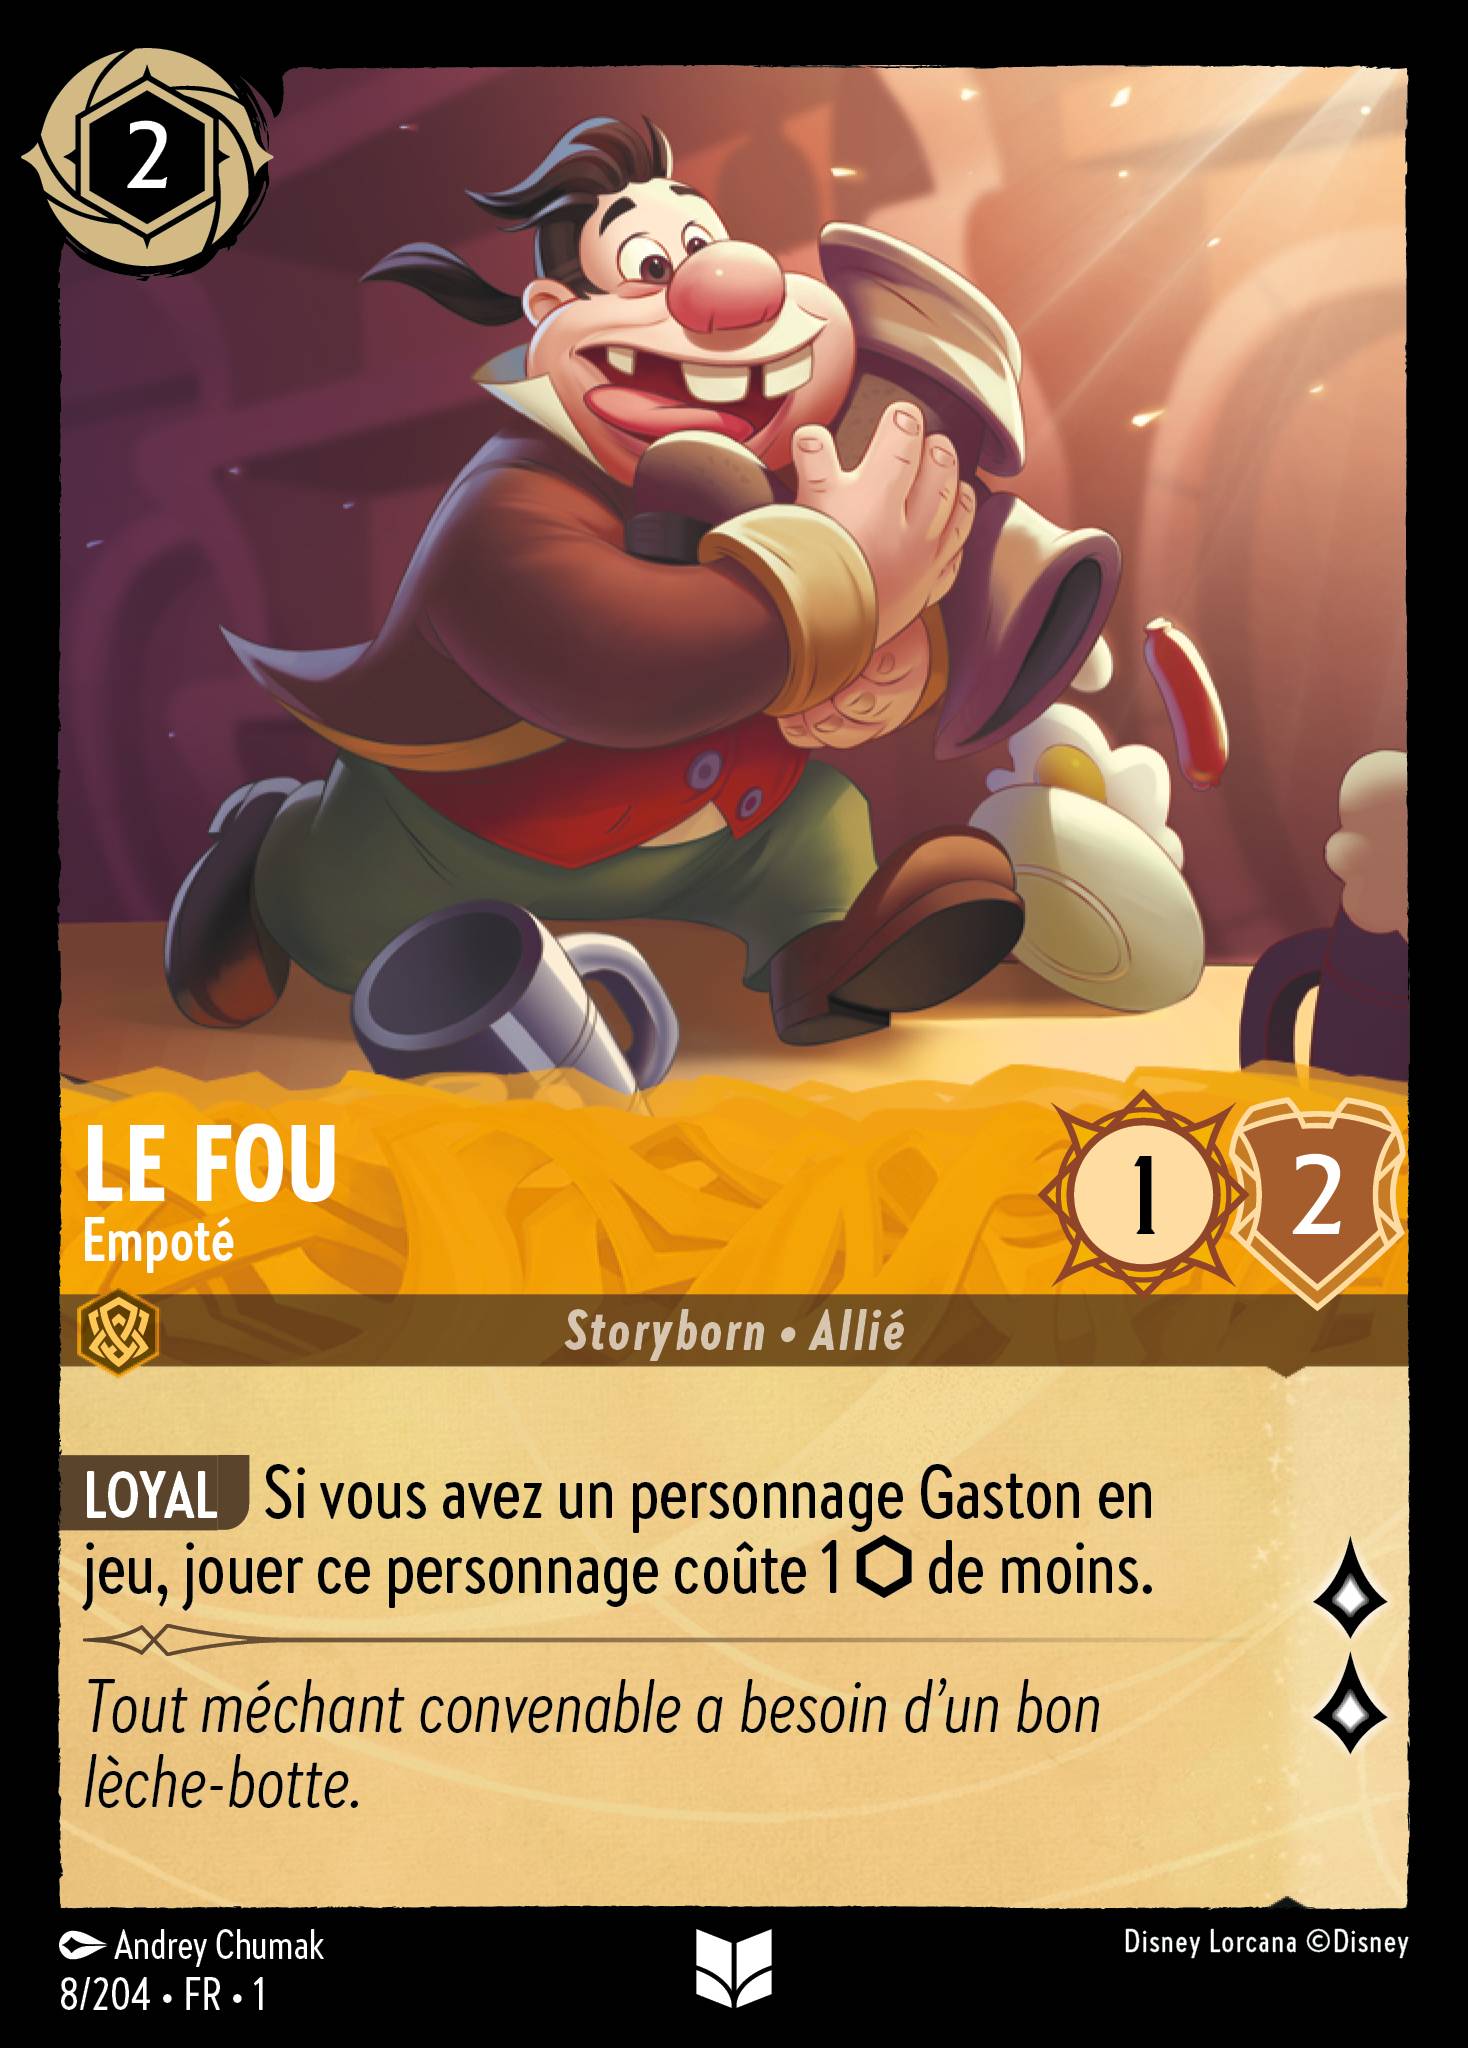 2
LE FOU
Empoté
1 2
Storyborn • Allié
LOYAL Si vous avez un personnage Gaston en
jeu, jouer ce personnage coûte 1 ⬡ de moins.
Tout méchant convenable a besoin d’un bon
lèche-botte.
Andrey Chumak
8/204 • FR • 1
Disney Lorcana ©Disney